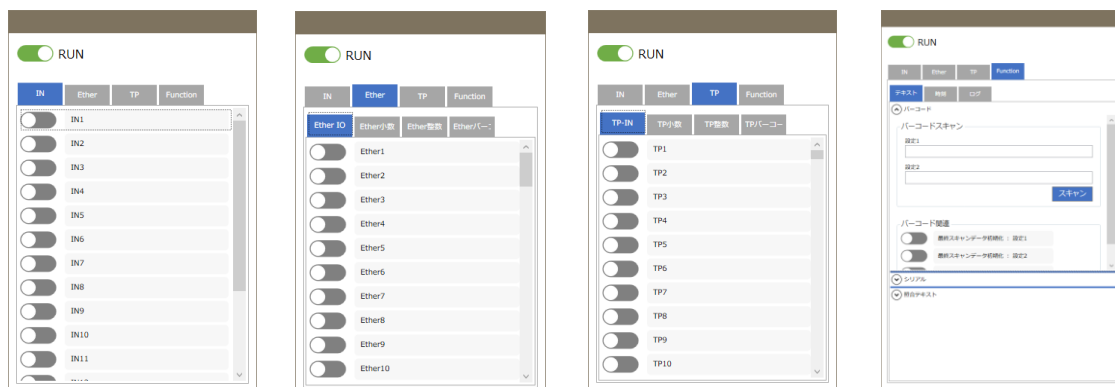 RUN
IN Ether TP Function
IN1
IN2
IN3
IN4
IN5
IN6
IN7
IN8
IN9
IN10
IN11
RUN
IN Ether TP Function
Ether IO Ether小数 Ether整数 Etherバーコ
Ether1
Ether2
Ether3
Ether4
Ether5
Ether6
Ether7
Ether8
Ether9
Ether10
RUN
IN Ether TP Function
TP-IN TP小数 TP整数 TPバーコー
TP1
TP2
TP3
TP4
TP5
TP6
TP7
TP8
TP9
TP10
RUN
IN Ether TP Function
テキスト 時刻 ログ
バーコード
バーコードスキャン
設定1
設定2
スキャン
バーコード関連
最終スキャンデータ初期化 : 設定1
最終スキャンデータ初期化 : 設定2
シリアル
照合テキスト